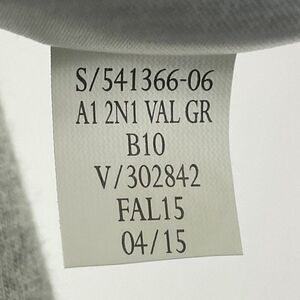 S/541366-06
A1 2N1 VAL GR
B10
V/302842
FAL15
04/15